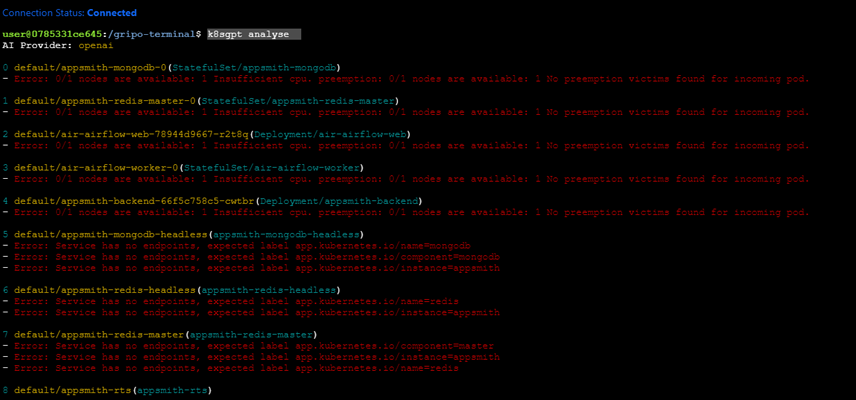 Connection Status: Connected
user@0785331ce645:/gripo-terminal$ k8sgpt analyse
AI Provider: openai
0 default/appsmith-mongodb-0(StatefulSet/appsmith-mongodb)
- Error: 0/1 nodes are available: 1 Insufficient cpu. preemption: 0/1 nodes are available: 1 No preemption victims found for incoming pod.
1 default/appsmith-redis-master-0(StatefulSet/appsmith-redis-master)
- Error: 0/1 nodes are available: 1 Insufficient cpu. preemption: 0/1 nodes are available: 1 No preemption victims found for incoming pod.
2 default/air-airflow-web-78944d9667-r2t8q(Deployment/air-airflow-web)
- Error: 0/1 nodes are available: 1 Insufficient cpu. preemption: 0/1 nodes are available: 1 No preemption victims found for incoming pod.
3 default/air-airflow-worker-0(StatefulSet/air-airflow-worker)
- Error: 0/1 nodes are available: 1 Insufficient cpu. preemption: 0/1 nodes are available: 1 No preemption victims found for incoming pod.
4 default/appsmith-backend-66f5c758c5-cwtbr(Deployment/appsmith-backend)
- Error: 0/1 nodes are available: 1 Insufficient cpu. preemption: 0/1 nodes are available: 1 No preemption victims found for incoming pod.
5 default/appsmith-mongodb-headless(appsmith-mongodb-headless)
- Error: Service has no endpoints, expected label app.kubernetes.io/name=mongodb
- Error: Service has no endpoints, expected label app.kubernetes.io/component=mongodb
- Error: Service has no endpoints, expected label app.kubernetes.io/instance=appsmith
6 default/appsmith-redis-headless(appsmith-redis-headless)
- Error: Service has no endpoints, expected label app.kubernetes.io/name=redis
- Error: Service has no endpoints, expected label app.kubernetes.io/instance=appsmith
7 default/appsmith-redis-master(appsmith-redis-master)
- Error: Service has no endpoints, expected label app.kubernetes.io/component=master
- Error: Service has no endpoints, expected label app.kubernetes.io/instance=appsmith
- Error: Service has no endpoints, expected label app.kubernetes.io/name=redis
8 default/appsmith-rts(appsmith-rts)